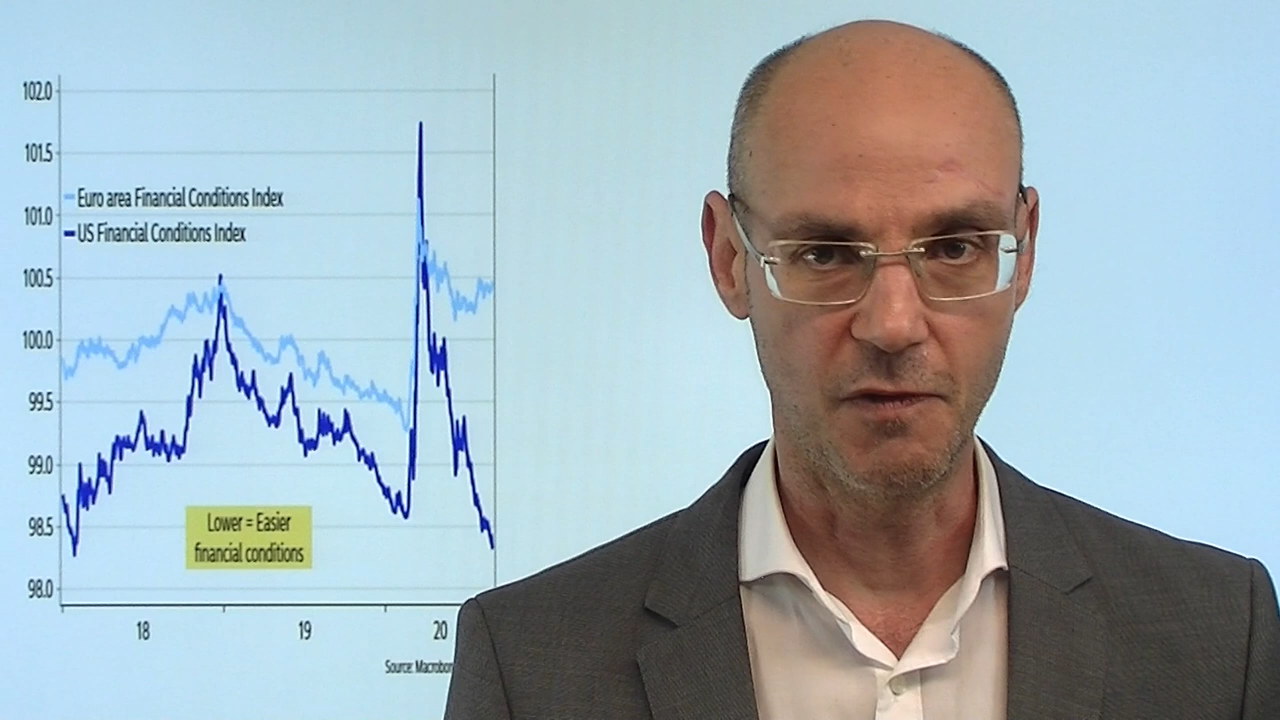 102.0
101.5
Euro area Financial Conditions Index
101.0
US Financial Conditions Index
100.5
100.0
99.5
99.0
98.5
Lower = Easier
financial conditions
98.0
18 19 20
Source: